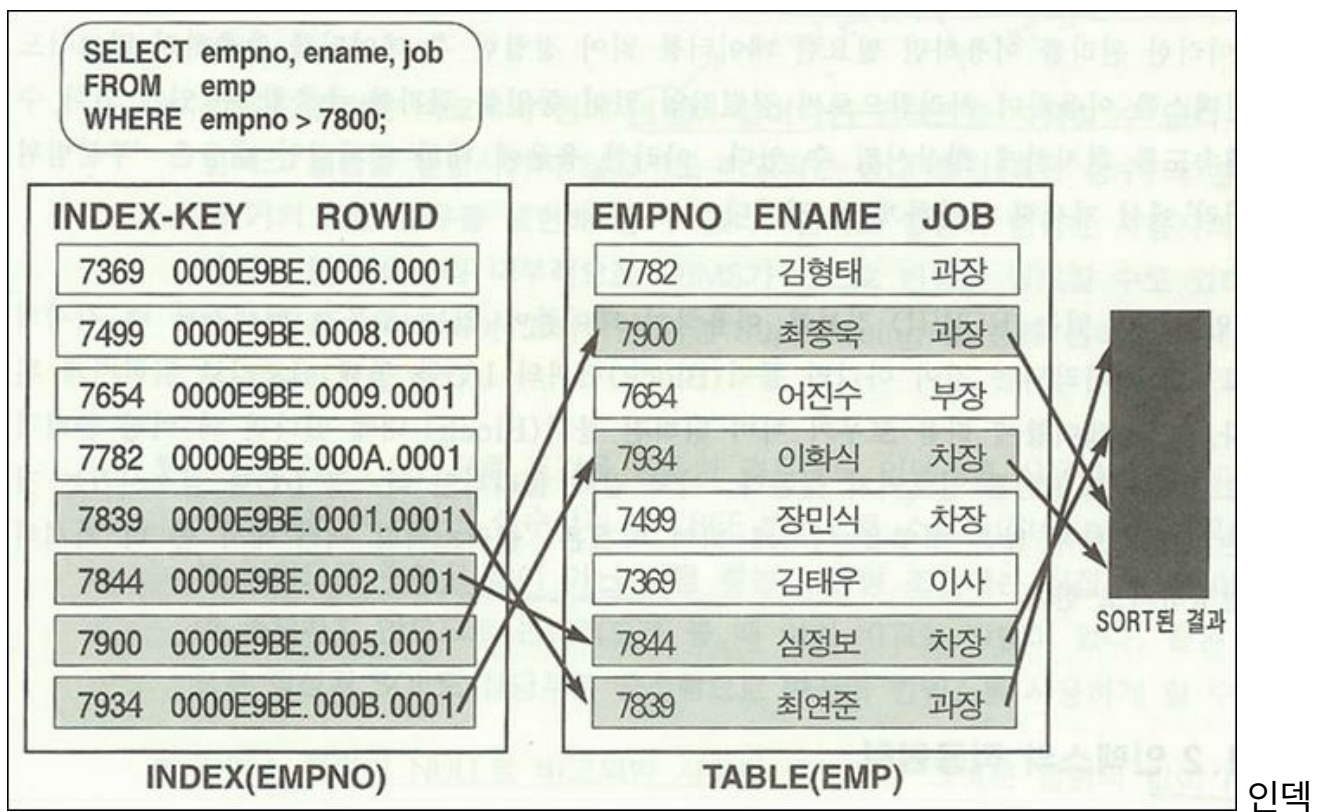 SELECT empno, ename, job
FROM emp
WHERE empno > 7800;
INDEX-KEY ROWID
7369 0000E9BE.0006.0001
7499 0000E9BE.0008.0001
7654 0000E9BE.0009.0001
7782 0000E9BE.000A.0001
7839 0000E9BE.0001.0001
7844 0000E9BE.0002.0001
7900 0000E9BE.0005.0001
7934 0000E9BE.000B.0001
INDEX(EMPNO)
EMPNO ENAME JOB
7782 김형태 과장
7900 최종욱 과장
7654 어진수 부장
7934 이화식 차장
7499 장민식 차장
7369 김태우 이사
7844 심정보 차장
7839 최연준 과장
TABLE(EMP)
SORT된 결과
인덱